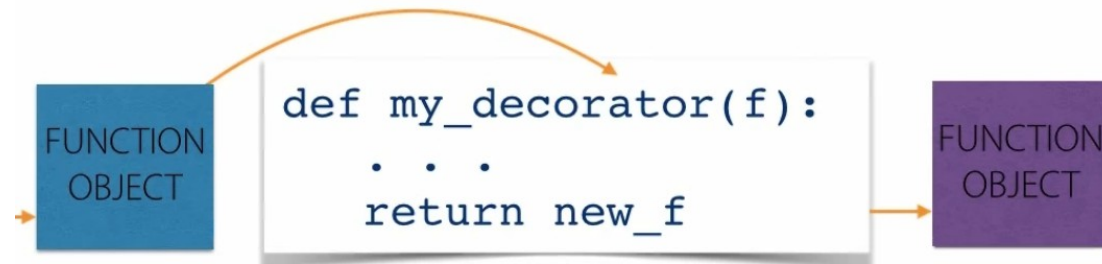 FUNCTION
OBJECT
def my_decorator(f):
. . .
return new_f
FUNCTION
OBJECT